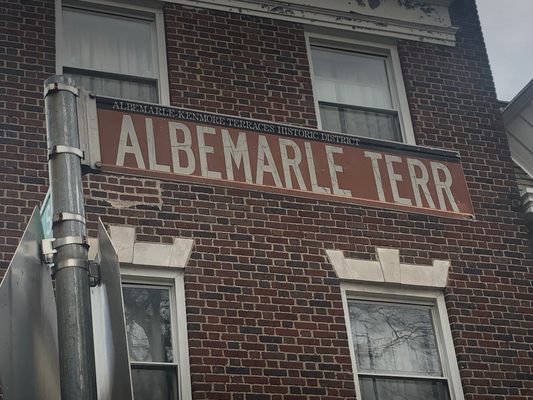 ALBEMARLE-KENMORE TERRACES HISTORIC DISTRICT
ALBEMARLE TERR.